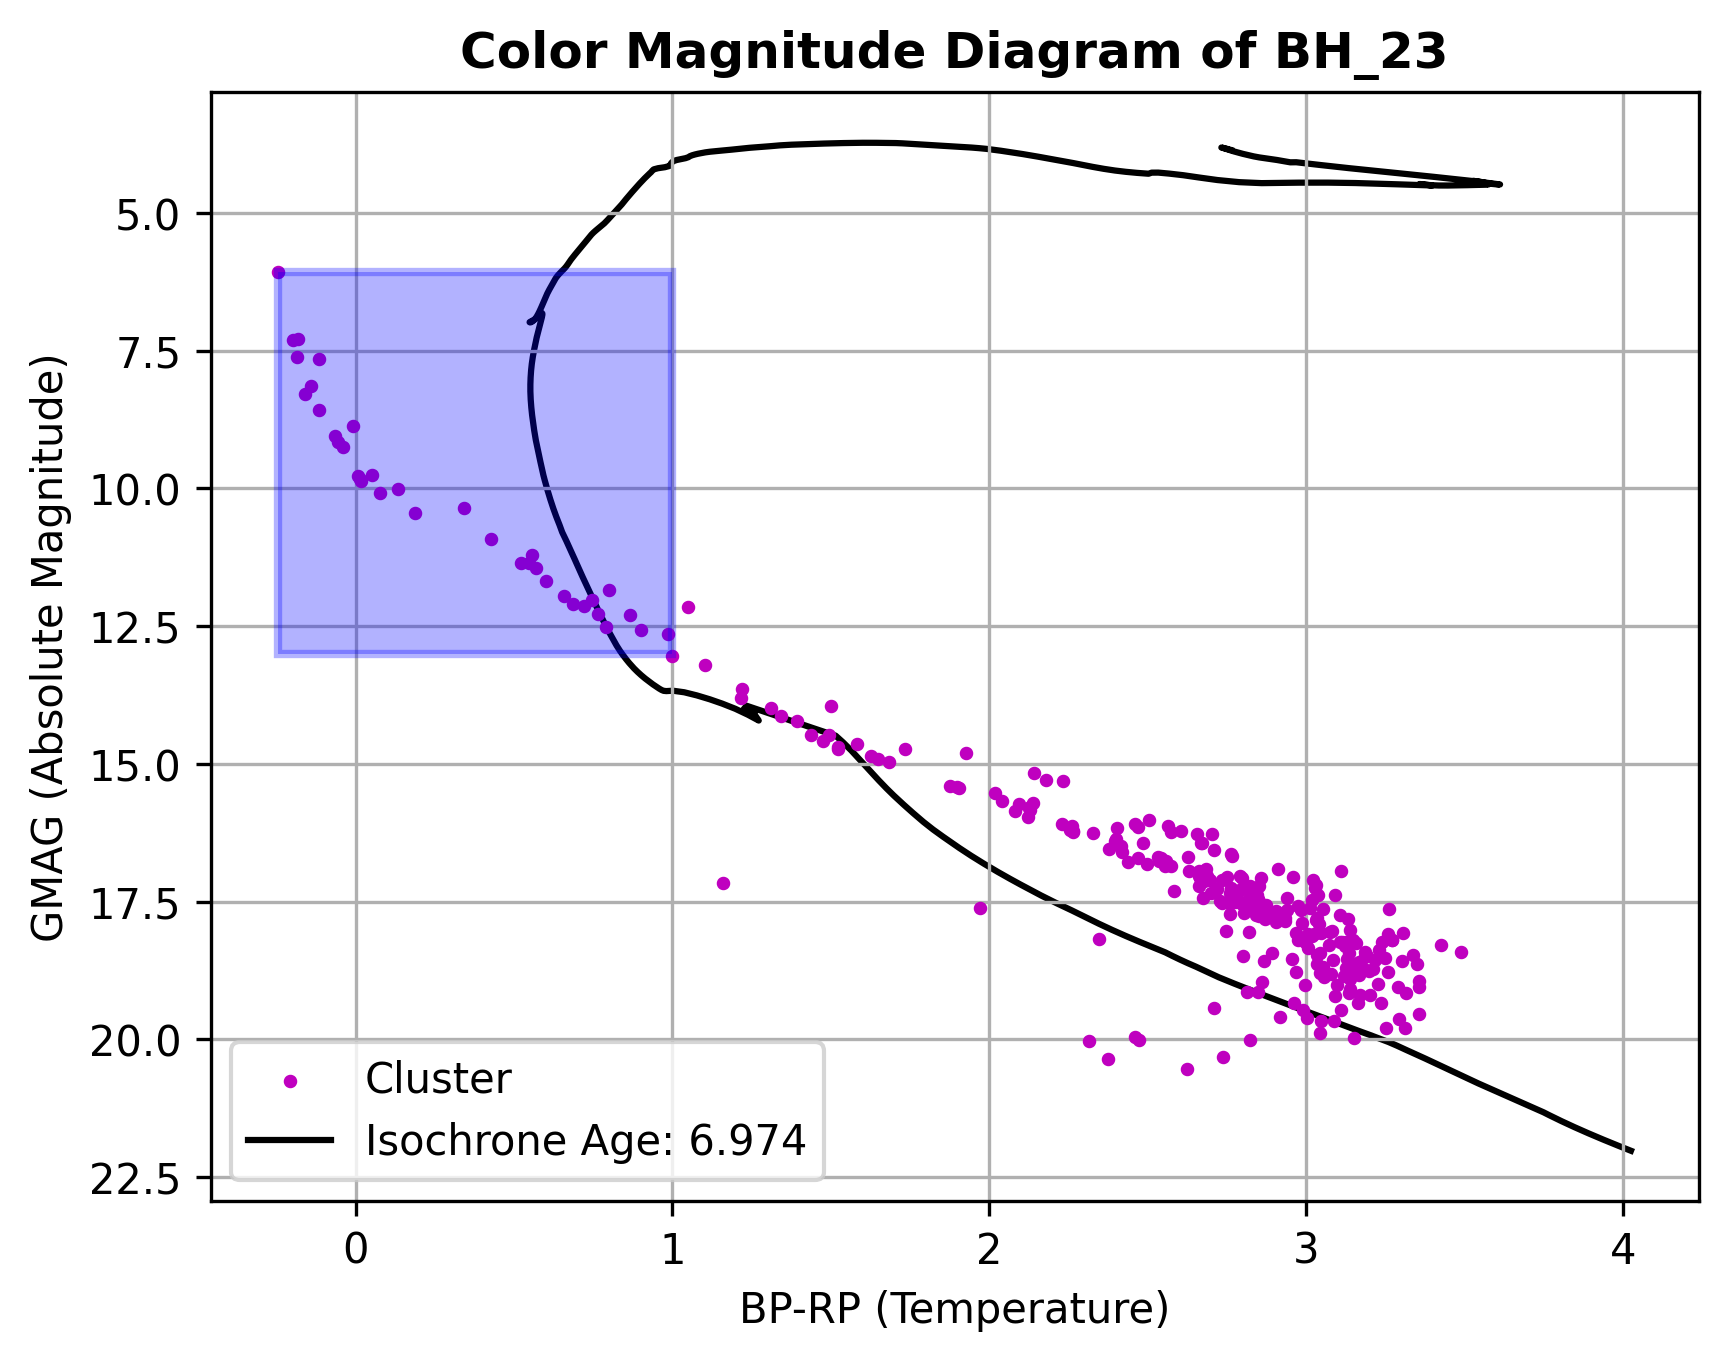 Color Magnitude Diagram of BH_23
GMAG (Absolute Magnitude)
5.0
7.5
10.0
12.5
15.0
17.5
20.0
22.5
Cluster
Isochrone Age: 6.974
0 1 2 3 4
BP-RP (Temperature)